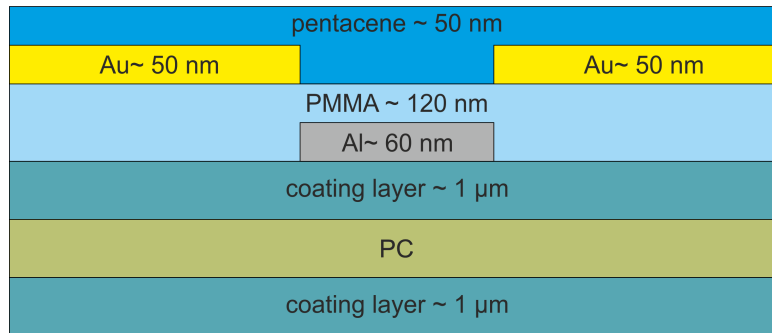 pentacene ~ 50 nm
Au~ 50 nm
Au~ 50 nm
PMMA ~ 120 nm
Al~ 60 nm
coating layer ~ 1 µm
PC
coating layer ~ 1 µm